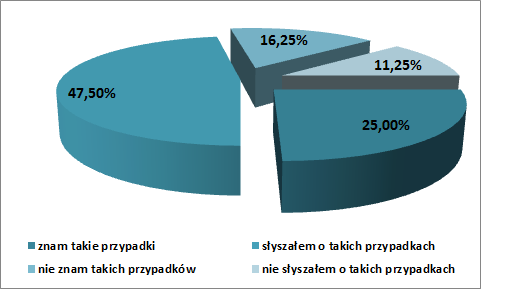 16,25%
11,25%
47,50%
25,00%
znam takie przypadki
słyszałem o takich przypadkach
nie znam takich przypadków
nie słyszałem o takich przypadkach